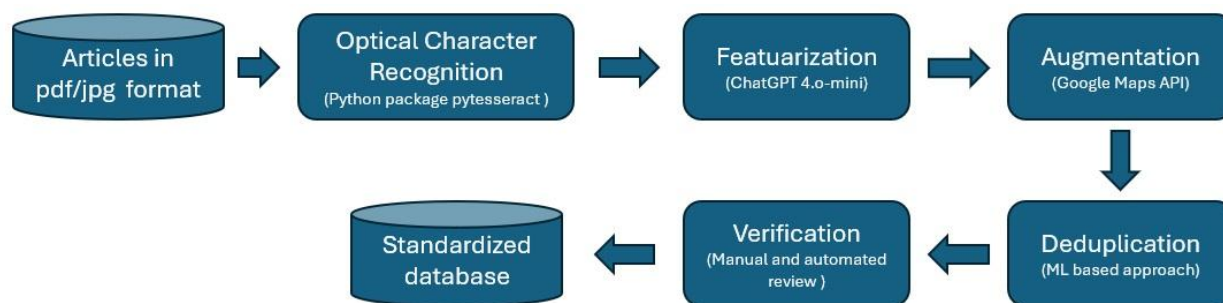 Articles in
pdf/jpg format
Optical Character
Recognition
(Python package pytesseract )
Featuarization
(ChatGPT 4.o-mini)
Augmentation
(Google Maps API)
Deduplication
(ML based approach)
Verification
(Manual and automated
review )
Standardized
database